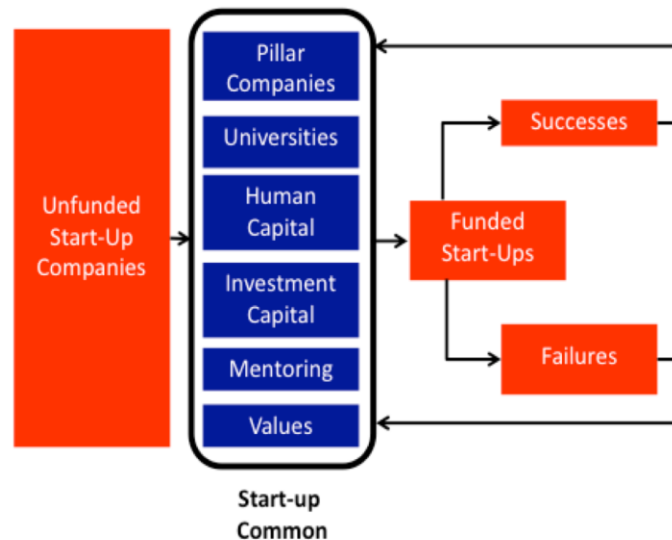 Unfunded
Start-Up
Companies
Pillar
Companies
Universities
Human
Capital
Investment
Capital
Mentoring
Values
Start-up
Common
Funded
Start-Ups
Successes
Failures